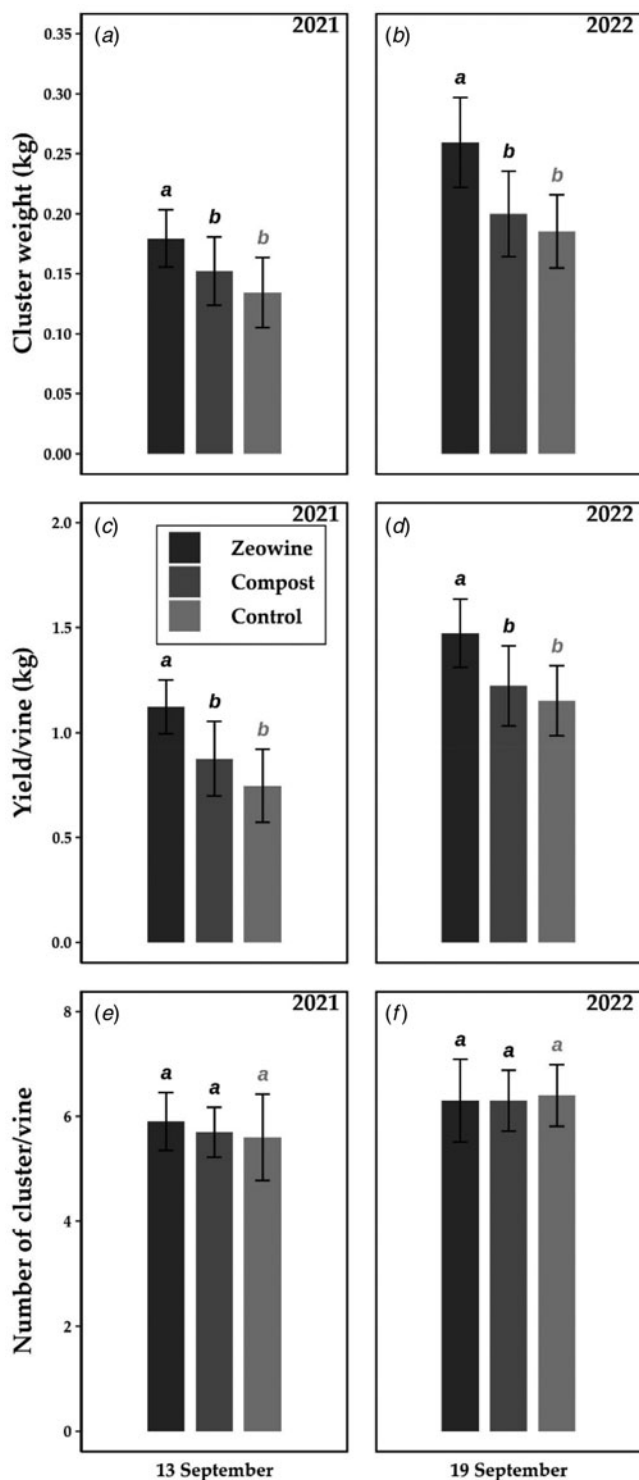 (a)
2021
(b)
2022
Cluster weight (kg)
0.35
0.30
0.25
0.20
0.15
0.10
0.05
0.00
a
b
b
a
b
b
(c)
2021
(d)
2022
Yield/vine (kg)
2.0
1.5
1.0
0.5
0.0
Zeowine
Compost
Control
a
b
b
a
b
b
(e)
2021
(f)
2022
Number of cluster/vine
8
6
4
2
0
a
a
a
a
a
a
13 September
19 September